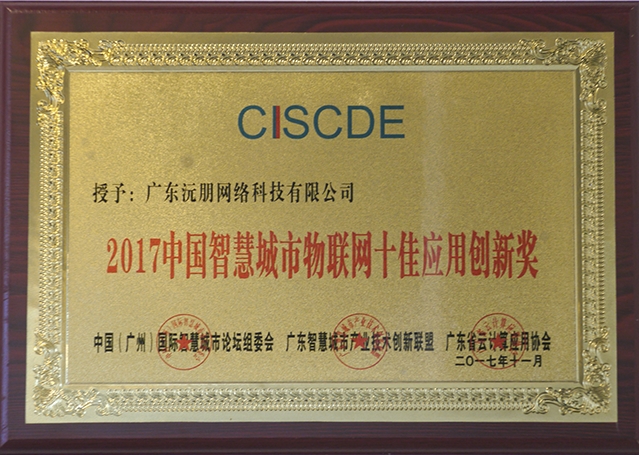 CISCDE
授予：广东沅朋网络科技有限公司
2017中国智慧城市物联网十佳应用创新奖
中国（广州）国际智慧城市论坛组委会 广东智慧城市产业技术创新联盟 广东省云计算应用协会
二〇一七年十一月